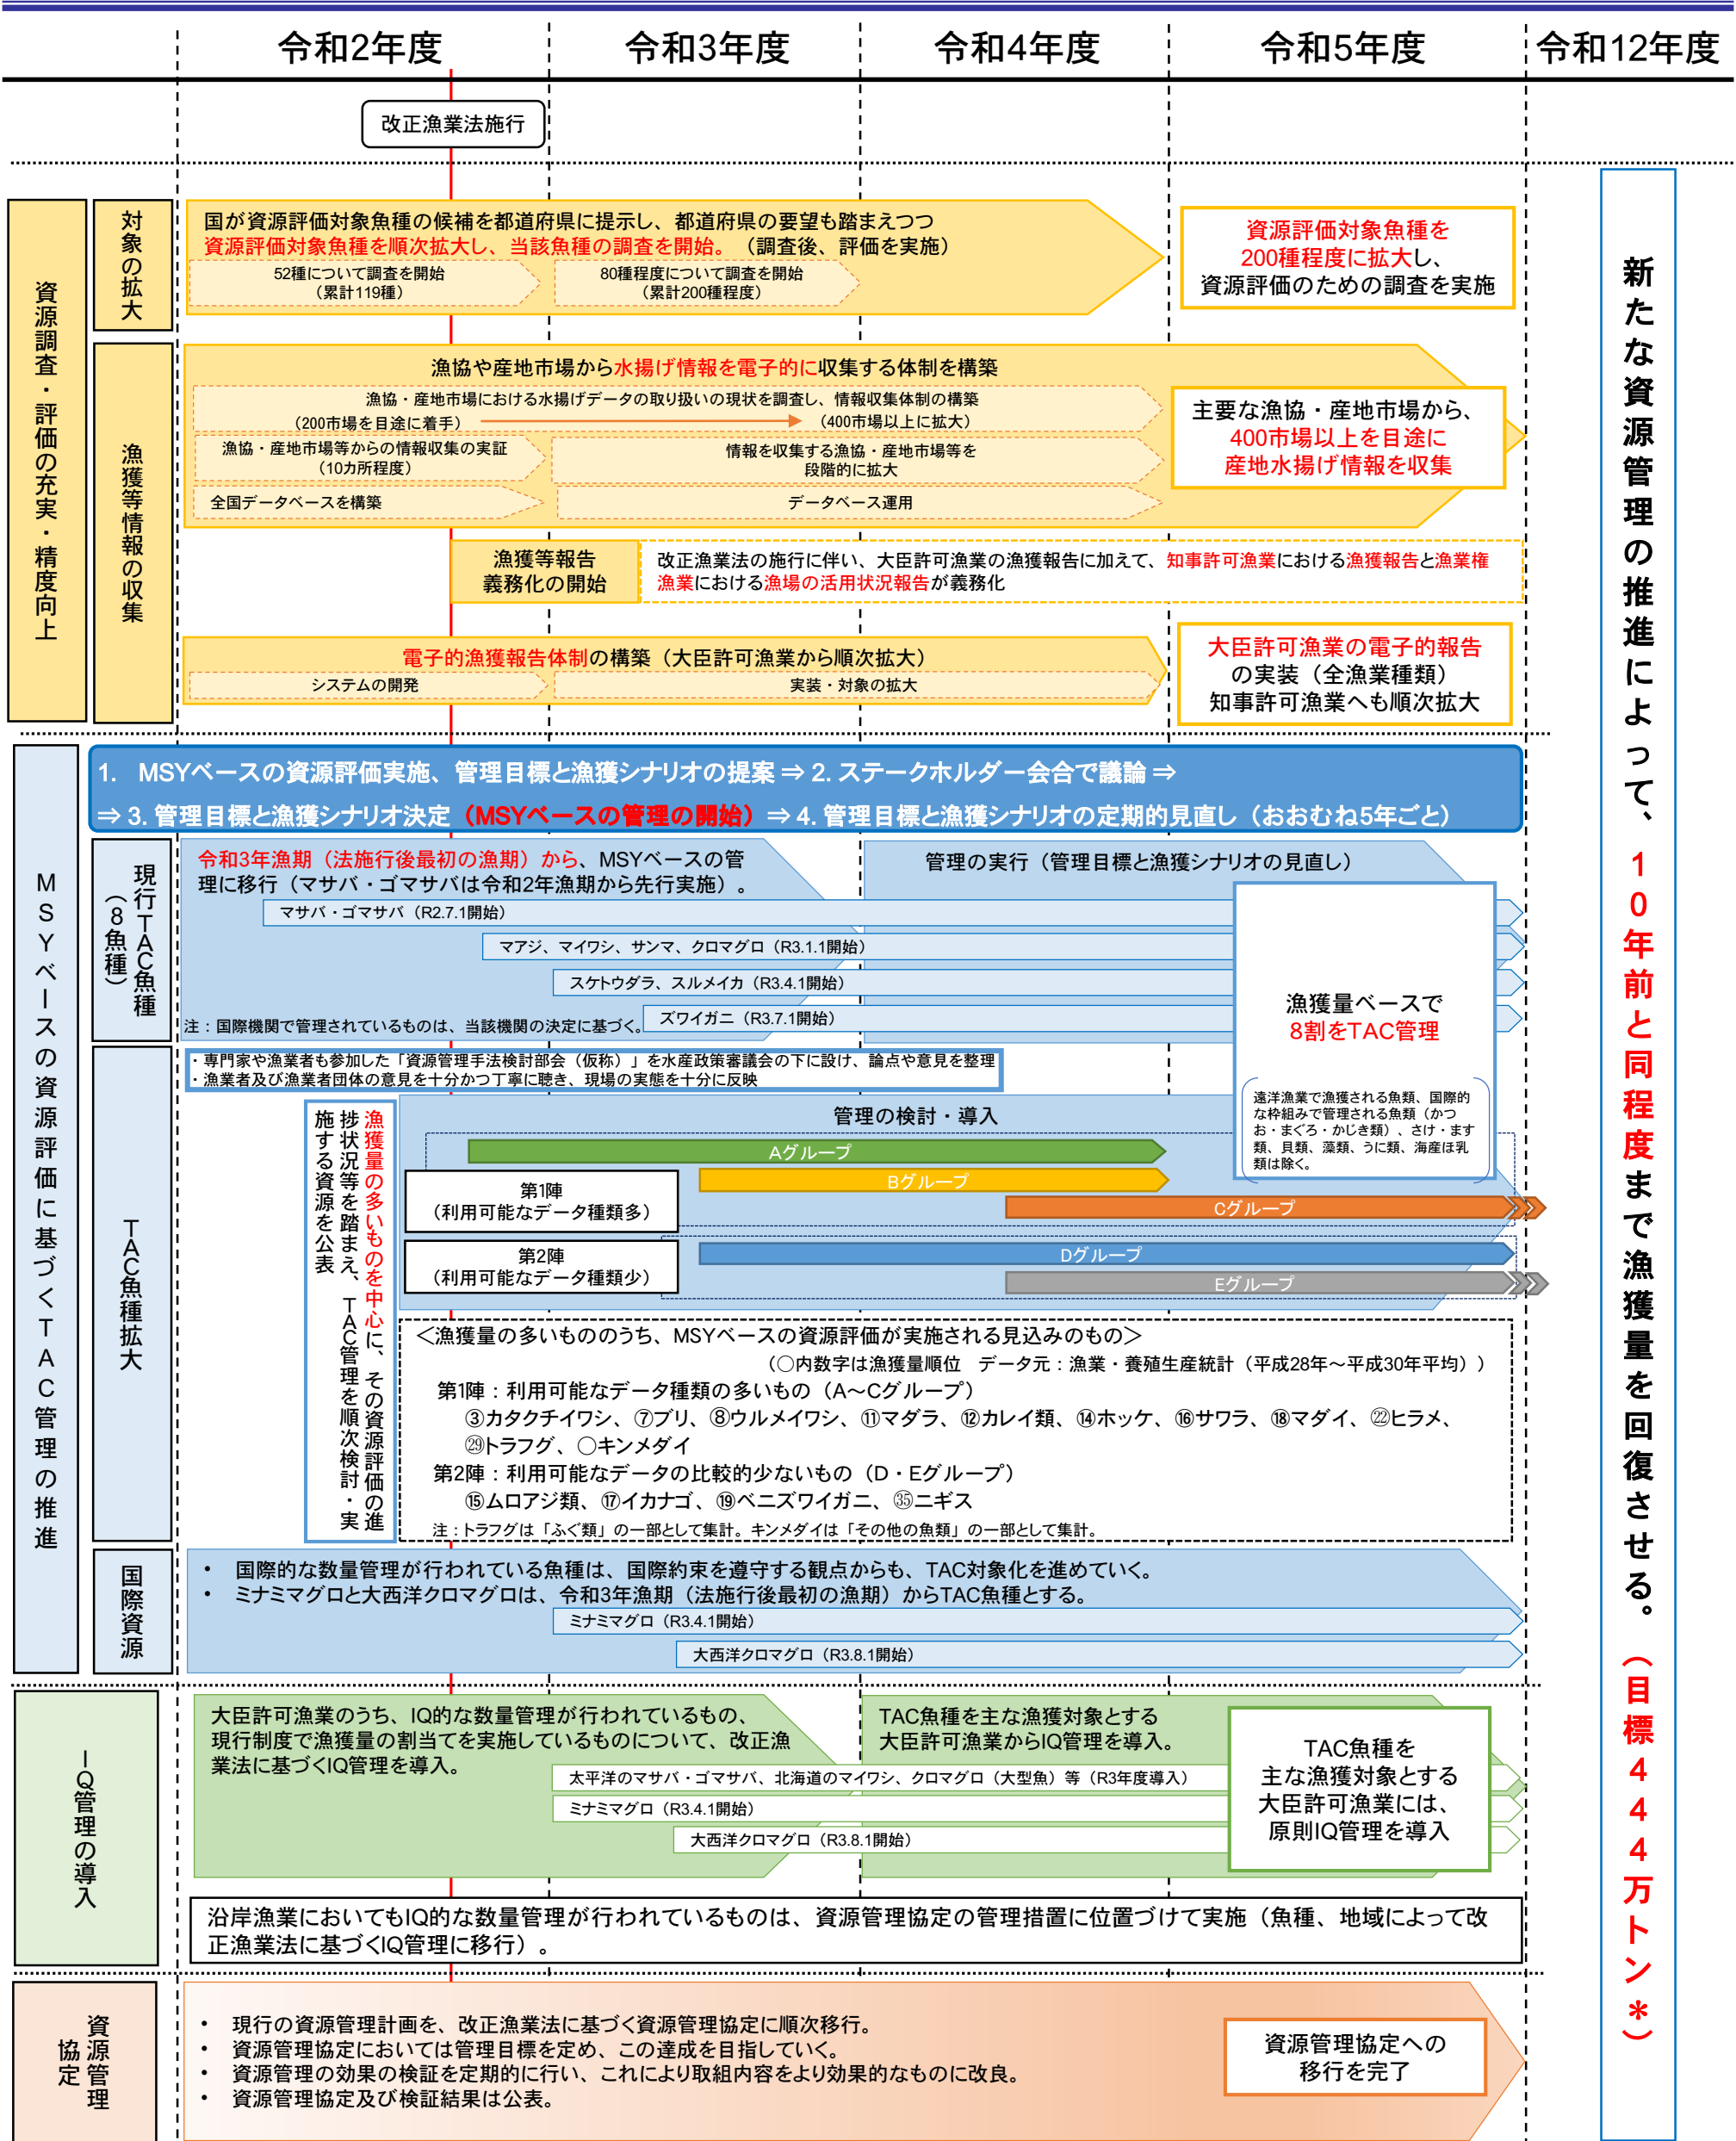 令和2年度
令和3年度
令和4年度
令和5年度
令和12年度
改正漁業法施行
資源調査・評価の充実・精度向上
対象の拡大
国が資源評価対象魚種の候補を都道府県に提示し、都道府県の要望も踏まえつつ
資源評価対象魚種を順次拡大し、当該魚種の調査を開始。（調査後、評価を実施）
52種について調査を開始
（累計119種）
80種程度について調査を開始
（累計200種程度）
資源評価対象魚種を
200種程度に拡大し、
資源評価のための調査を実施
漁獲等情報の収集
漁協や産地市場から水揚げ情報を電子的に収集する体制を構築
漁協・産地市場における水揚げデータの取り扱いの現状を調査し、情報収集体制の構築
（200市場を目途に着手）
（400市場以上に拡大）
漁協・産地市場等からの情報収集の実証
（10カ所程度）
情報を収集する漁協・産地市場等を
段階的に拡大
全国データベースを構築
データベース運用
主要な漁協・産地市場から、
400市場以上を目途に
産地水揚げ情報を収集
漁獲等報告
義務化の開始
改正漁業法の施行に伴い、大臣許可漁業の漁獲報告に加えて、知事許可漁業における漁獲報告と漁業権
漁業における漁場の活用状況報告が義務化
電子的漁獲報告体制の構築（大臣許可漁業から順次拡大）
システムの開発
実装・対象の拡大
大臣許可漁業の電子的報告
の実装（全漁業種類）
知事許可漁業へも順次拡大
MSYベースの資源評価に基づくTAC管理の推進
1. MSYベースの資源評価実施、管理目標と漁獲シナリオの提案 ⇒ 2. ステークホルダー会合で議論 ⇒
⇒ 3. 管理目標と漁獲シナリオ決定（MSYベースの管理の開始）⇒ 4. 管理目標と漁獲シナリオの定期的見直し（おおむね5年ごと）
現行TAC魚種
（8魚種）
令和3年漁期（法施行後最初の漁期）から、MSYベースの管
理に移行（マサバ・ゴマサバは令和2年漁期から先行実施）。
管理の実行（管理目標と漁獲シナリオの見直し）
マサバ・ゴマサバ（R2.7.1開始）
マアジ、マイワシ、サンマ、クロマグロ（R3.1.1開始）
スケトウダラ、スルメイカ（R3.4.1開始）
ズワイガニ（R3.7.1開始）
注：国際機関で管理されているものは、当該機関の決定に基づく。
漁獲量ベースで
8割をTAC管理
遠洋漁業で漁獲される魚類、国際的
な枠組みで管理される魚類（かつ
お・まぐろ・かじき類）、さけ・ます
類、貝類、藻類、うに類、海産ほ乳
類は除く。
TAC魚種拡大
・専門家や漁業者も参加した「資源管理手法検討部会（仮称）」を水産政策審議会の下に設け、論点や意見を整理
・漁業者及び漁業者団体の意見を十分かつ丁寧に聴き、現場の実態を十分に反映
漁獲量の多いものを中心に、その資源評価の進
捗状況等を踏まえ、TAC管理を順次検討・実
施する資源を公表
管理の検討・導入
Aグループ
Bグループ
Cグループ
Dグループ
Eグループ
第1陣
（利用可能なデータ種類多）
第2陣
（利用可能なデータ種類少）
＜漁獲量の多いもののうち、MSYベースの資源評価が実施される見込みのもの＞
（〇内数字は漁獲量順位　データ元：漁業・養殖生産統計（平成28年～平成30年平均））
第1陣：利用可能なデータ種類の多いもの（A～Cグループ）
③カタクチイワシ、⑦ブリ、⑧ウルメイワシ、⑪マダラ、⑫カレイ類、⑭ホッケ、⑯サワラ、⑱マダイ、㉒ヒラメ、
㉙トラフグ、〇キンメダイ
第2陣：利用可能なデータの比較的少ないもの（D・Eグループ）
⑮ムロアジ類、⑰イカナゴ、⑲ベニズワイガニ、㉟ニギス
注：トラフグは「ふぐ類」の一部として集計。キンメダイは「その他の魚類」の一部として集計。
国際資源
• 国際的な数量管理が行われている魚種は、国際約束を遵守する観点からも、TAC対象化を進めていく。
• ミナミマグロと大西洋クロマグロは、令和3年漁期（法施行後最初の漁期）からTAC魚種とする。
ミナミマグロ（R3.4.1開始）
大西洋クロマグロ（R3.8.1開始）
IQ管理の導入
大臣許可漁業のうち、IQ的な数量管理が行われているもの、
現行制度で漁獲量の割当てを実施しているものについて、改正漁
業法に基づくIQ管理を導入。
TAC魚種を主な漁獲対象とする
大臣許可漁業からIQ管理を導入。
太平洋のマサバ・ゴマサバ、北海道のマイワシ、クロマグロ（大型魚）等（R3年度導入）
ミナミマグロ（R3.4.1開始）
大西洋クロマグロ（R3.8.1開始）
TAC魚種を
主な漁獲対象とする
大臣許可漁業には、
原則IQ管理を導入
沿岸漁業においてもIQ的な数量管理が行われているものは、資源管理協定の管理措置に位置づけて実施（魚種、地域によって改
正漁業法に基づくIQ管理に移行）。
資源管理
協定
• 現行の資源管理計画を、改正漁業法に基づく資源管理協定に順次移行。
• 資源管理協定においては管理目標を定め、この達成を目指していく。
• 資源管理の効果の検証を定期的に行い、これにより取組内容をより効果的なものに改良。
• 資源管理協定及び検証結果は公表。
資源管理協定への
移行を完了
新たな資源管理の推進によって、10年前と同程度まで漁獲量を回復させる。（目標444万トン＊）